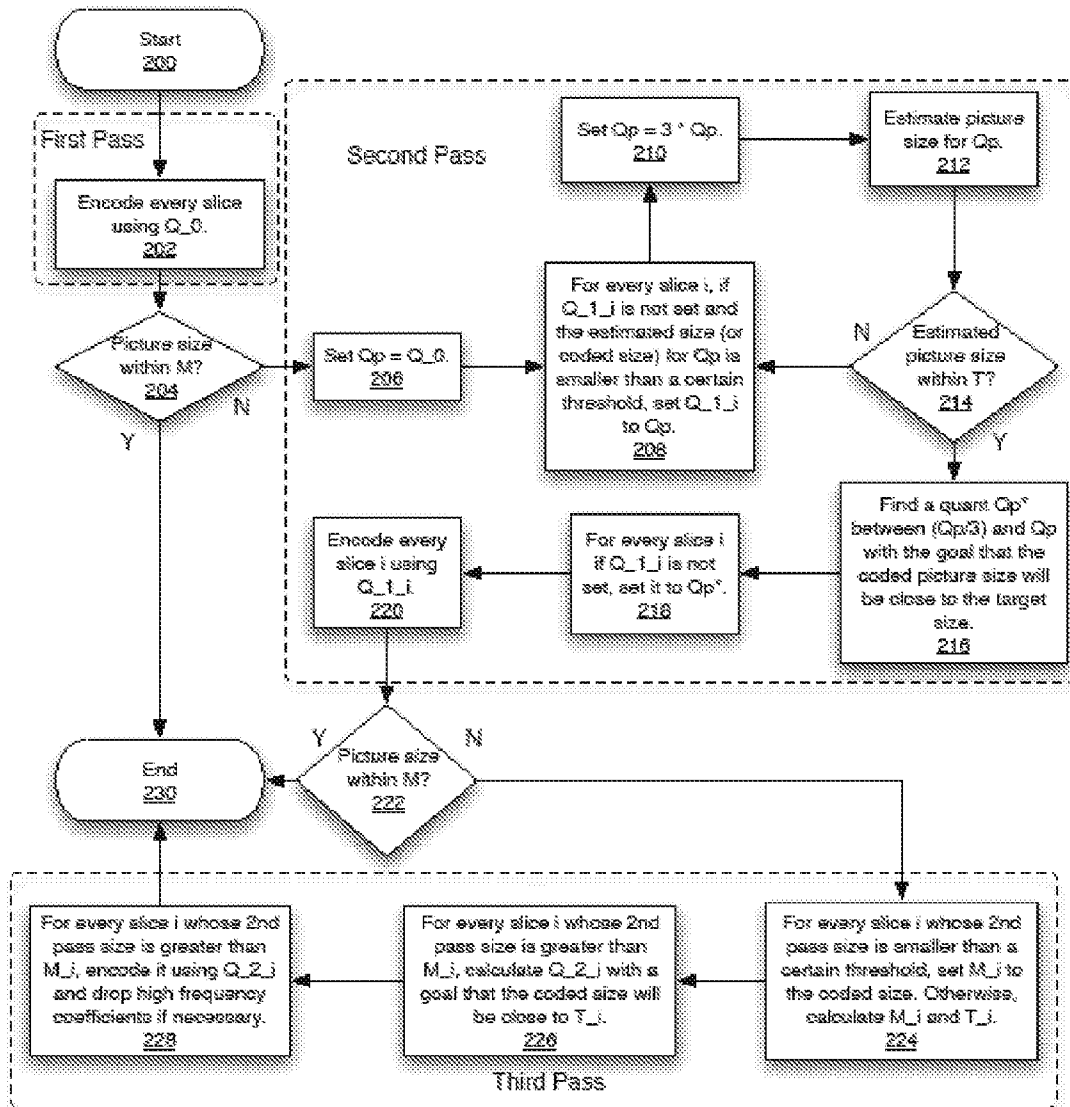 Start
200
First Pass
Encode every slice
using Q_0.
202
Picture size
within M?
204
N
Y
Second Pass
Set Qp = Q_0.
206
For every slice i, if
Q_1_i is not set and
the estimated size (or
coded size) for Qp is
smaller than a certain
threshold, set Q_1_i
to Qp.
208
Set Qp = 3 * Qp.
210
Estimate picture
size for Qp.
212
Estimated
picture size
within T?
214
N
Y
Find a quant Qp*
between (Qp/3) and Qp
with the goal that the
coded picture size will
be close to the target
size.
216
For every slice i
if Q_1_i is not
set, set it to Qp*.
218
Encode every
slice i using
Q_1_i.
220
Picture size
within M?
222
Y
N
End
230
For every slice i whose 2nd
pass size is smaller than a
certain threshold, set M_i to
the coded size. Otherwise,
calculate M_i and T_i.
224
For every slice i whose 2nd
pass size is greater than
M_i, calculate Q_2_i with a
goal that the coded size will
be close to T_i.
226
For every slice i whose 2nd
pass size is greater than
M_i, encode it using Q_2_i
and drop high frequency
coefficients if necessary.
228
Third Pass